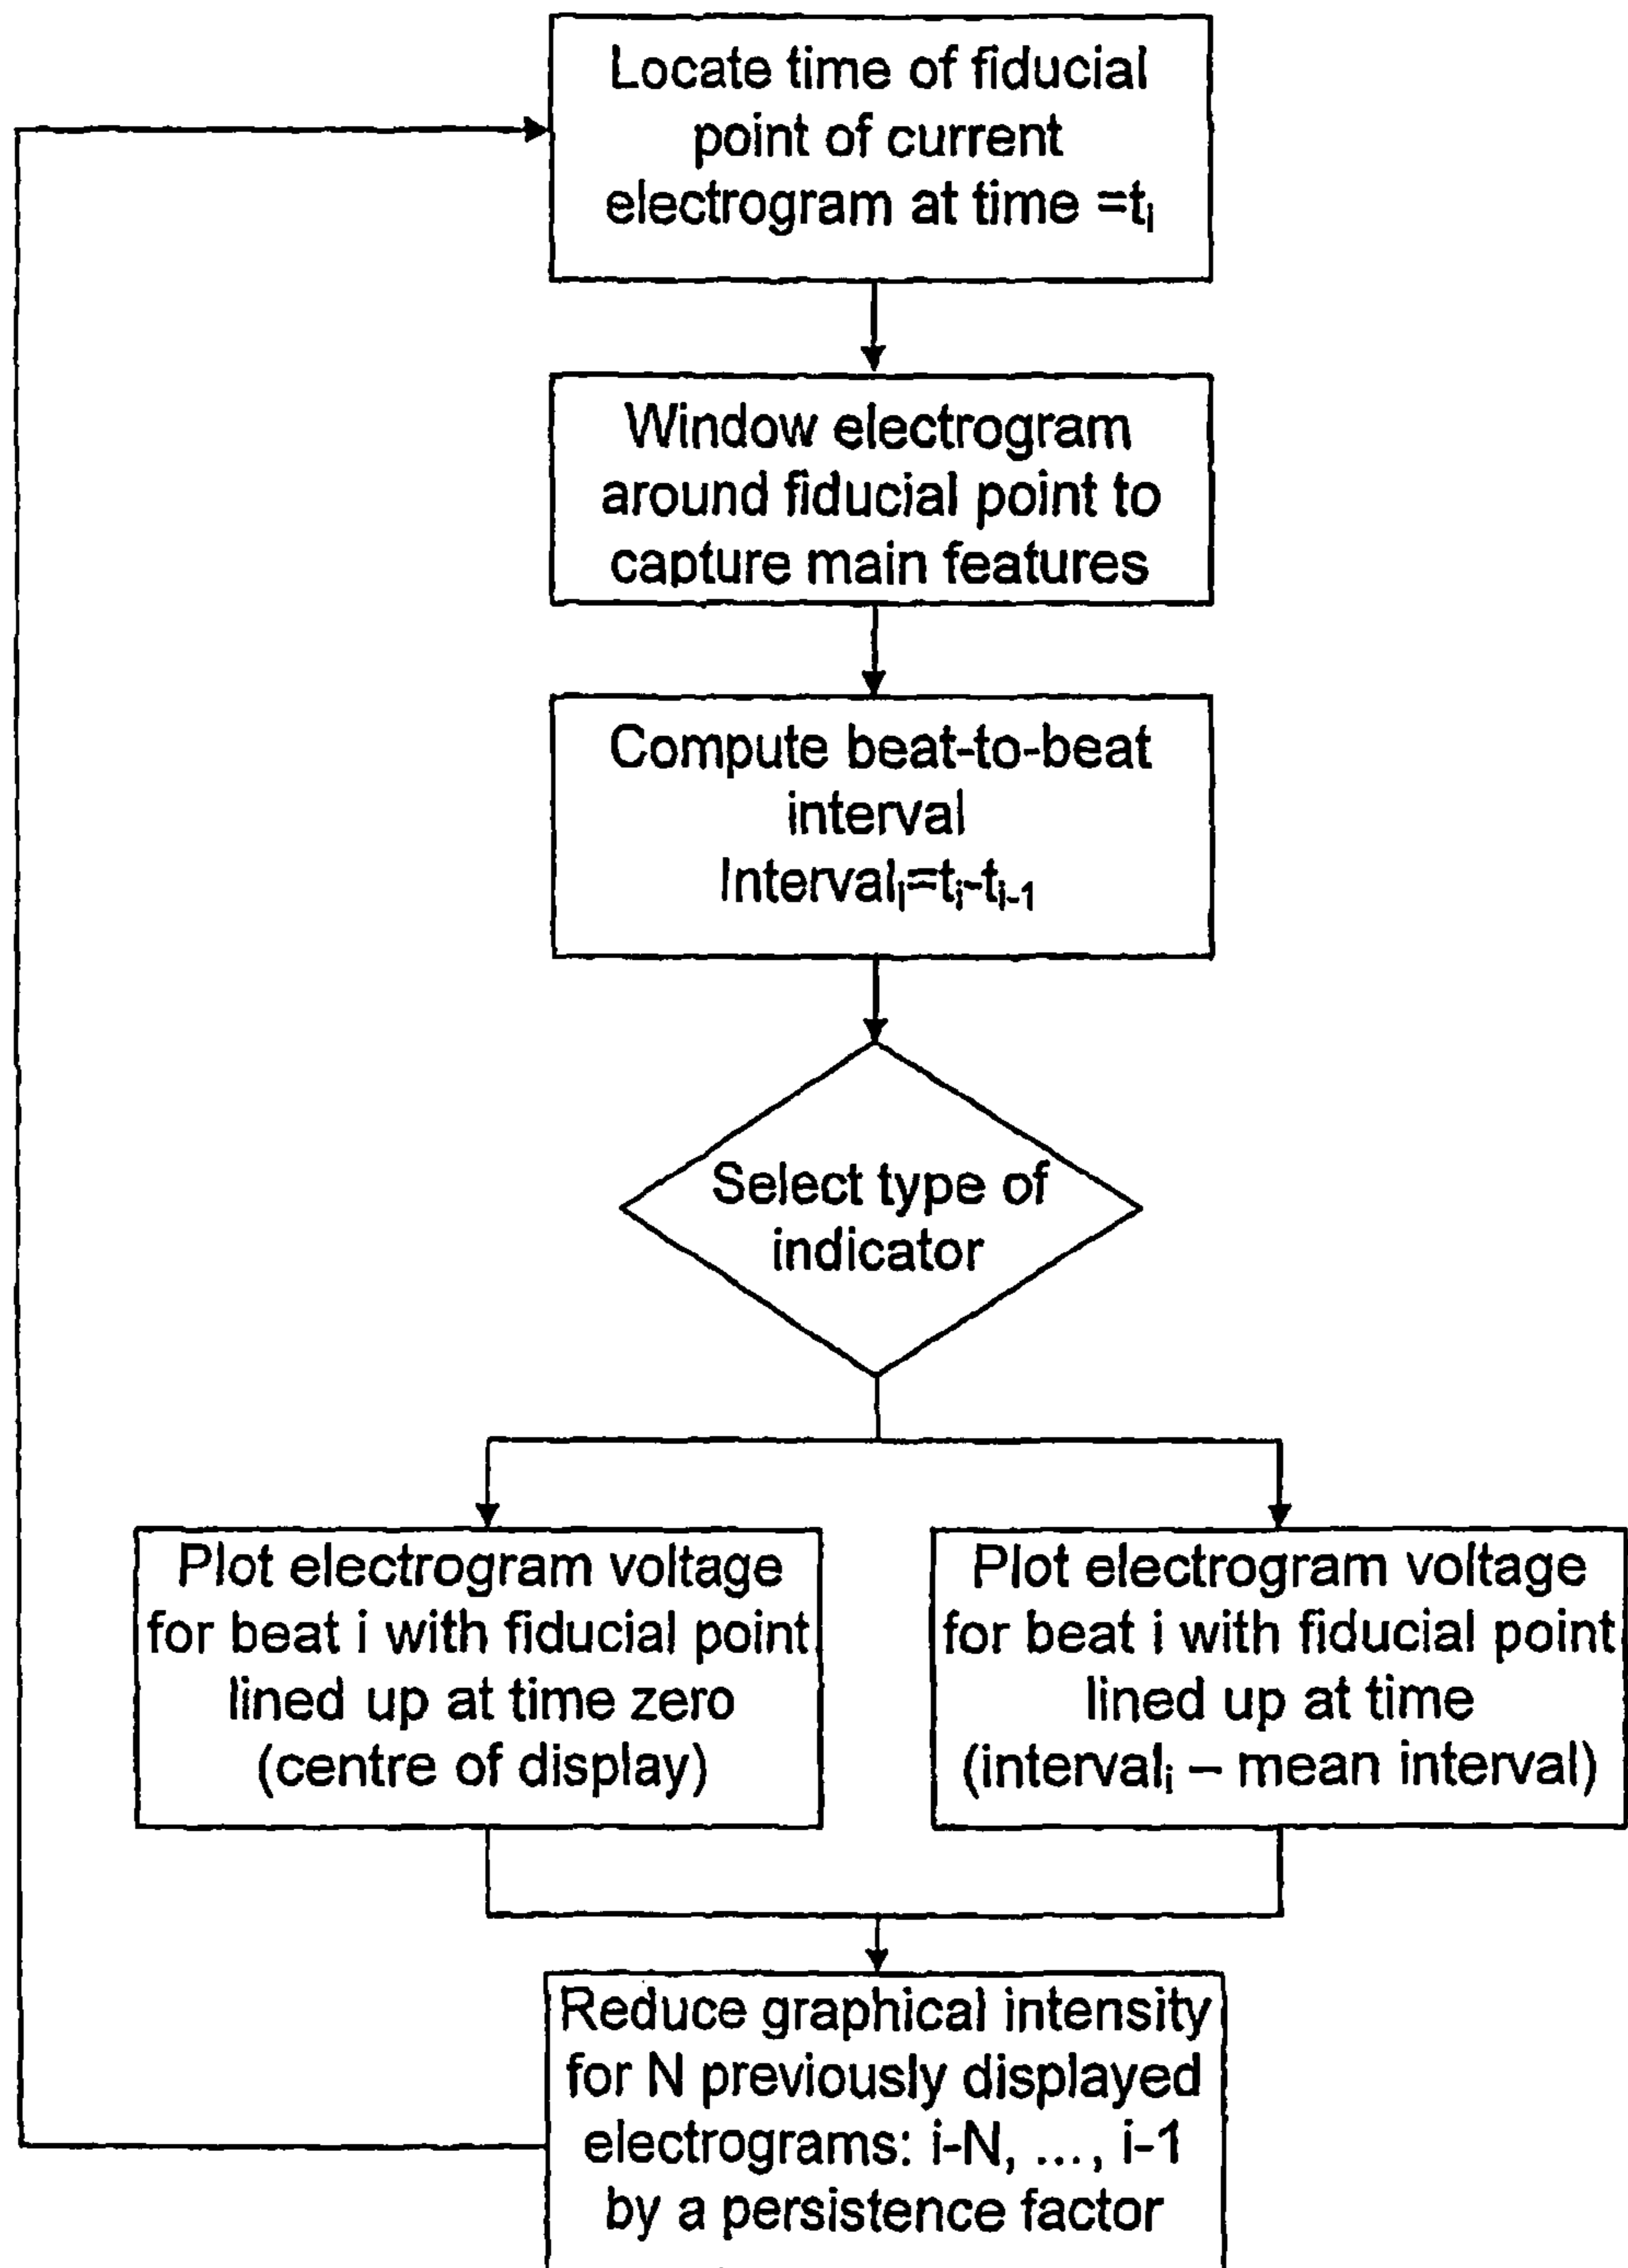 Locate time of fiducial
point of current
electrogram at time =tᵢ
Window electrogram
around fiducial point to
capture main features
Compute beat-to-beat
interval
Intervalᵢ=tᵢ-tᵢ₋₁
Select type of
indicator
Plot electrogram voltage
for beat i with fiducial point
lined up at time zero
(centre of display)
Plot electrogram voltage
for beat i with fiducial point
lined up at time
(intervalᵢ – mean interval)
Reduce graphical intensity
for N previously displayed
electrograms: i-N, ..., i-1
by a persistence factor